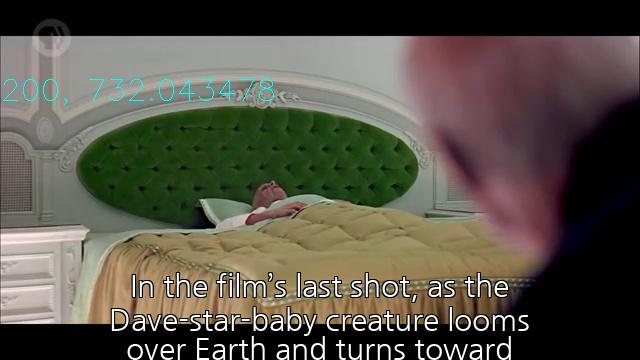 200, 732.043478
In the film's last shot, as the
Dave-star-baby creature looms
over Earth and turns toward